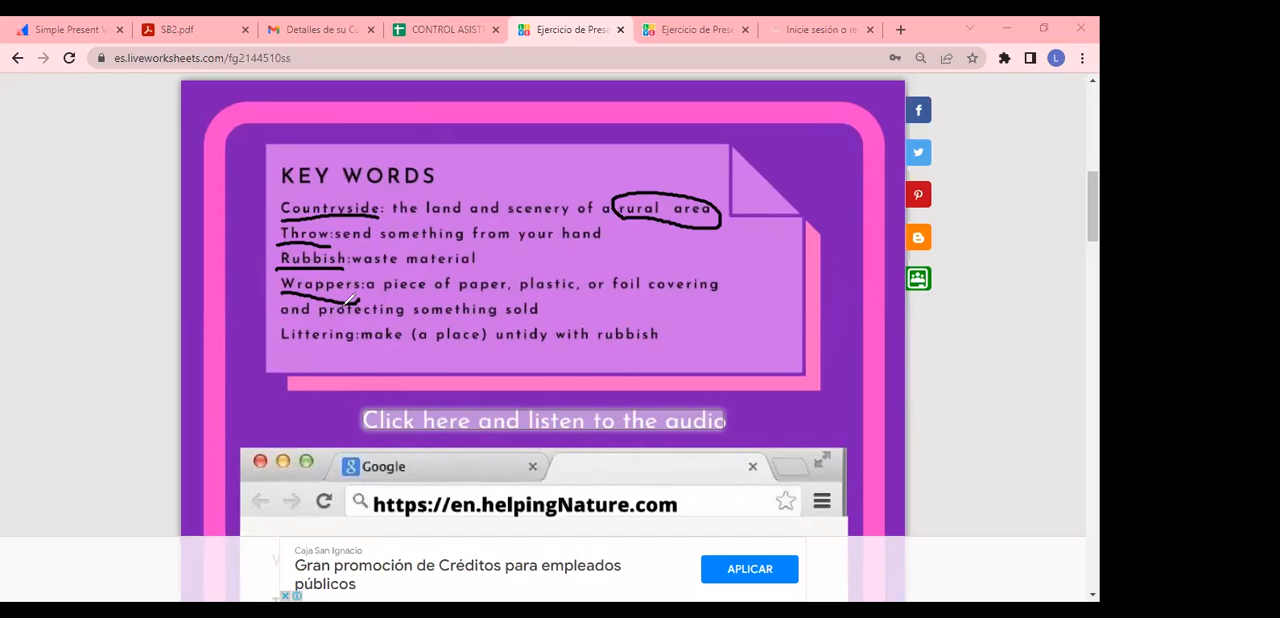 Simple Present V
SB2.pdf
Detalles de su Cu
CONTROL ASIST
Ejercicio de Prese
Ejercicio de Prese
Inicie sesión o re
es.liveworksheets.com/fg2144510ss
L
KEY WORDS
Countryside: the land and scenery of a rural area
Throw:send something from your hand
Rubbish:waste material
Wrappers:a piece of paper, plastic, or foil covering
and protecting something sold
Littering:make (a place) untidy with rubbish
Click here and listen to the audio
Google
https://en.helpingNature.com
Caja San Ignacio
Gran promoción de Créditos para empleados
públicos
APLICAR